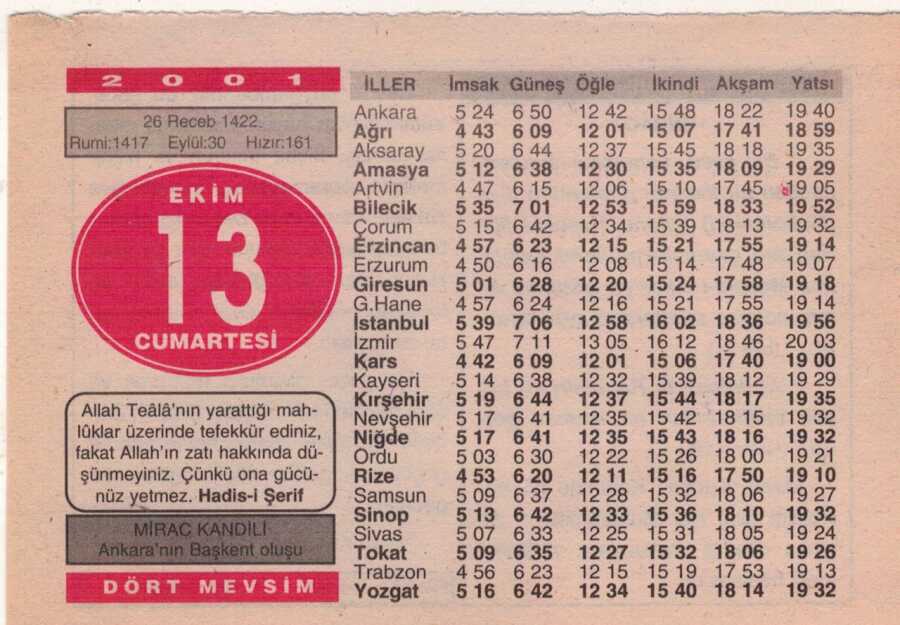 2 0 0 1
26 Receb 1422
Rumi:1417 Eylül:30 Hızır:161
EKİM
13
CUMARTESİ
Allah Teâlâ'nın yarattığı mah-
lûklar üzerinde tefekkür ediniz,
fakat Allah'ın zatı hakkında dü-
şünmeyiniz. Çünkü ona gücü-
nüz yetmez. Hadis-i Şerif
MİRAC KANDİLİ
Ankara'nın Başkent oluşu
DÖRT MEVSİM
İLLER İmsak Güneş Öğle İkindi Akşam Yatsı
Ankara 5 24 6 50 12 42 15 48 18 22 19 40
Ağrı 4 43 6 09 12 01 15 07 17 41 18 59
Aksaray 5 20 6 44 12 37 15 45 18 18 19 35
Amasya 5 12 6 38 12 30 15 35 18 09 19 29
Artvin 4 47 6 15 12 06 15 10 17 45 19 05
Bilecik 5 35 7 01 12 53 15 59 18 33 19 52
Çorum 5 15 6 42 12 34 15 39 18 13 19 32
Erzincan 4 57 6 23 12 15 15 21 17 55 19 14
Erzurum 4 50 6 16 12 08 15 14 17 48 19 07
Giresun 5 01 6 28 12 20 15 24 17 58 19 18
G.Hane 4 57 6 24 12 16 15 21 17 55 19 14
İstanbul 5 39 7 06 12 58 16 02 18 36 19 56
İzmir 5 47 7 11 13 05 16 12 18 46 20 03
Kars 4 42 6 09 12 01 15 06 17 40 19 00
Kayseri 5 14 6 38 12 32 15 39 18 12 19 29
Kırşehir 5 19 6 44 12 37 15 44 18 17 19 35
Nevşehir 5 17 6 41 12 35 15 42 18 15 19 32
Niğde 5 17 6 41 12 35 15 43 18 16 19 32
Ordu 5 03 6 30 12 22 15 26 18 00 19 21
Rize 4 53 6 20 12 11 15 16 17 50 19 10
Samsun 5 09 6 37 12 28 15 32 18 06 19 27
Sinop 5 13 6 42 12 33 15 36 18 10 19 32
Sivas 5 07 6 33 12 25 15 31 18 05 19 24
Tokat 5 09 6 35 12 27 15 32 18 06 19 26
Trabzon 4 56 6 23 12 15 15 19 17 53 19 13
Yozgat 5 16 6 42 12 34 15 40 18 14 19 32